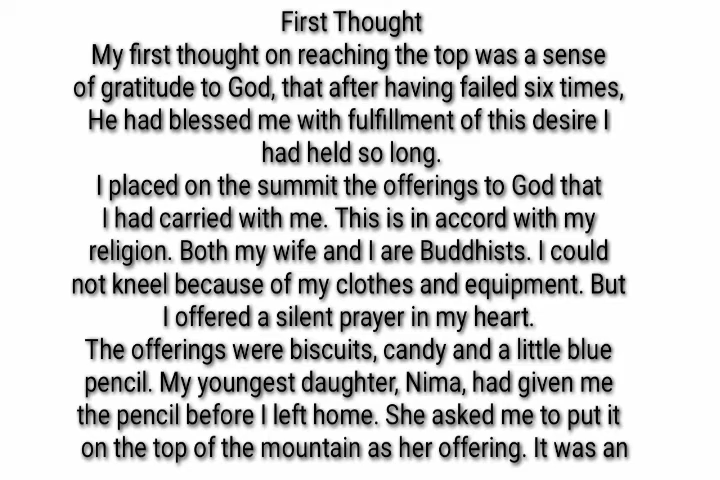 First Thought
My first thought on reaching the top was a sense
of gratitude to God, that after having failed six times,
He had blessed me with fulfillment of this desire I
had held so long.
I placed on the summit the offerings to God that
I had carried with me. This is in accord with my
religion. Both my wife and I are Buddhists. I could
not kneel because of my clothes and equipment. But
I offered a silent prayer in my heart.
The offerings were biscuits, candy and a little blue
pencil. My youngest daughter, Nima, had given me
the pencil before I left home. She asked me to put it
on the top of the mountain as her offering. It was an